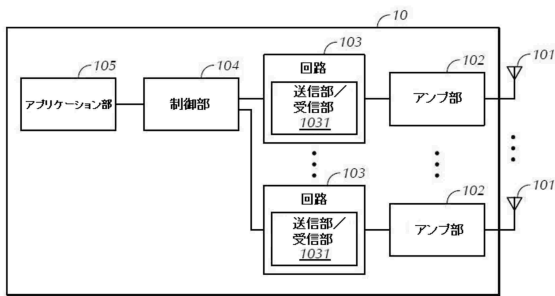 10
105
アプリケーション部
104
制御部
103
回路
送信部/
受信部
1031
102
アンプ部
101
103
回路
送信部/
受信部
1031
102
アンプ部
101